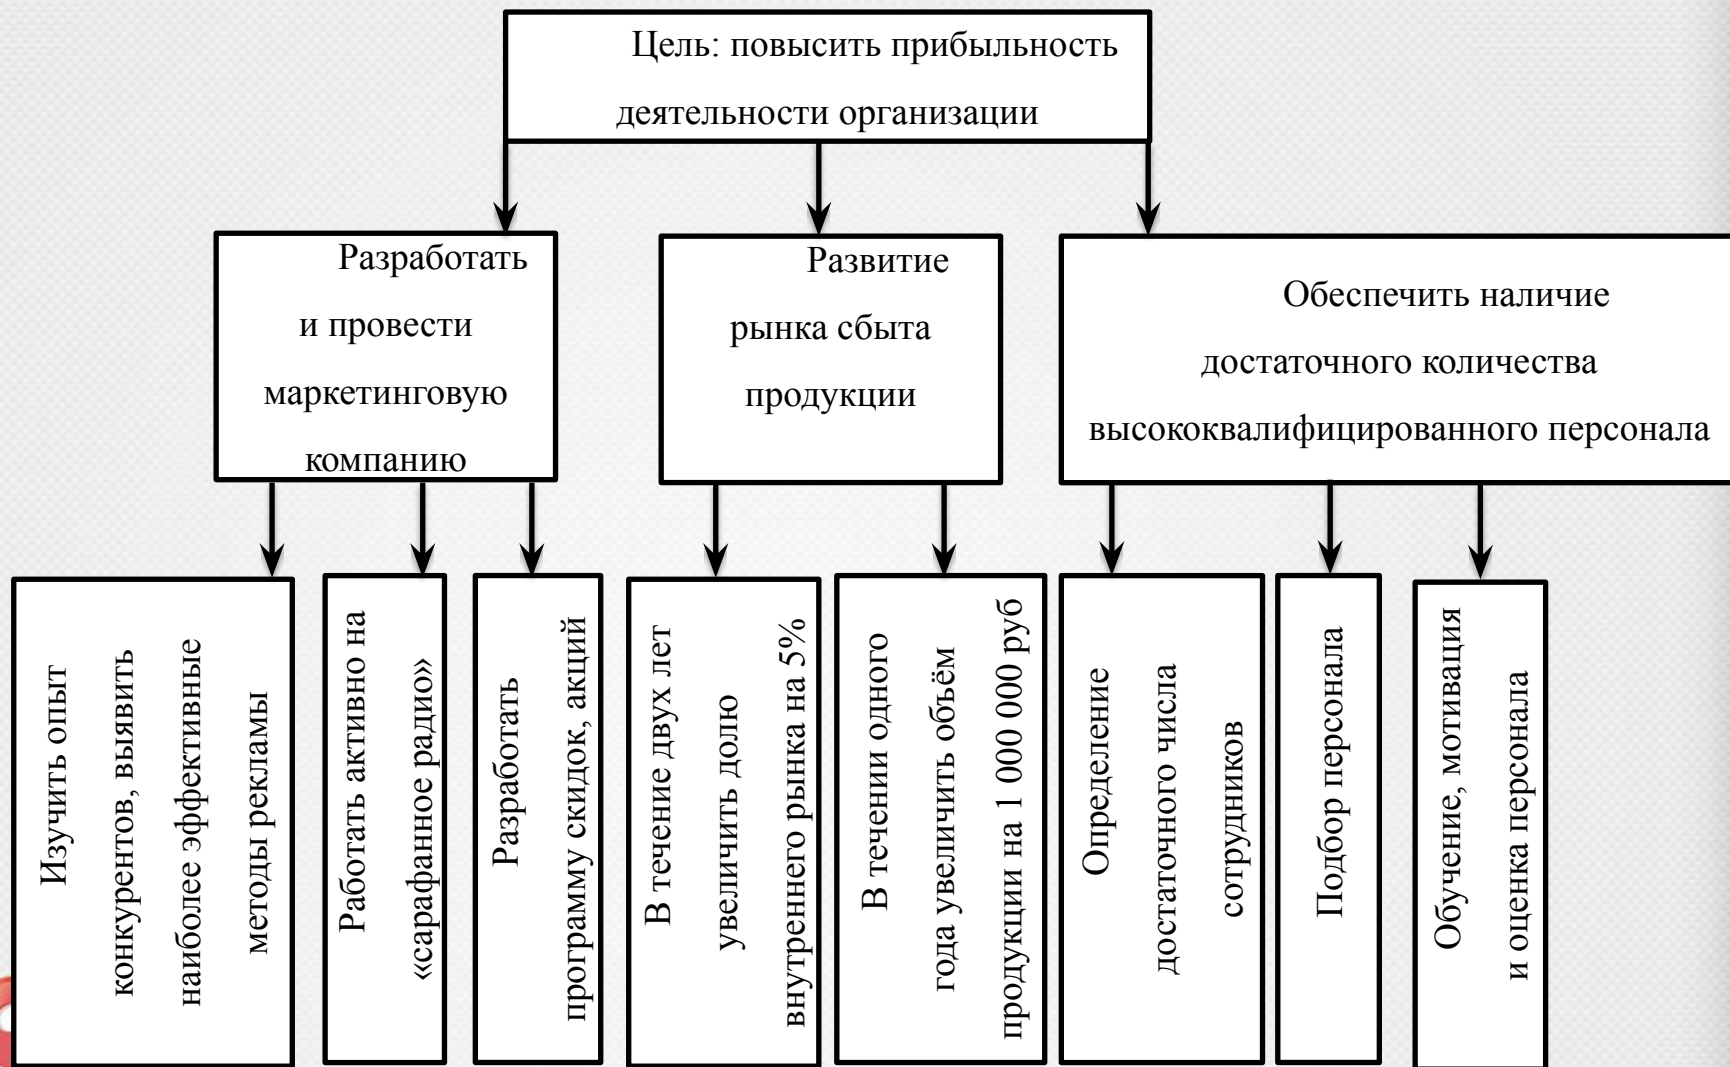 Цель: повысить прибыльность
деятельности организации
Разработать
и провести
маркетинговую
компанию
Развитие
рынка сбыта
продукции
Обеспечить наличие
достаточного количества
высококвалифицированного персонала
Изучить опыт
конкурентов, выявить
наиболее эффективные
методы рекламы
Работать активно на
«сарафанное радио»
Разработать
программу скидок, акций
В течение двух лет
увеличить долю
внутреннего рынка на 5%
В течении одного
года увеличить объём
продукции на 1 000 000 руб
Определение
достаточного числа
сотрудников
Подбор персонала
Обучение, мотивация
и оценка персонала